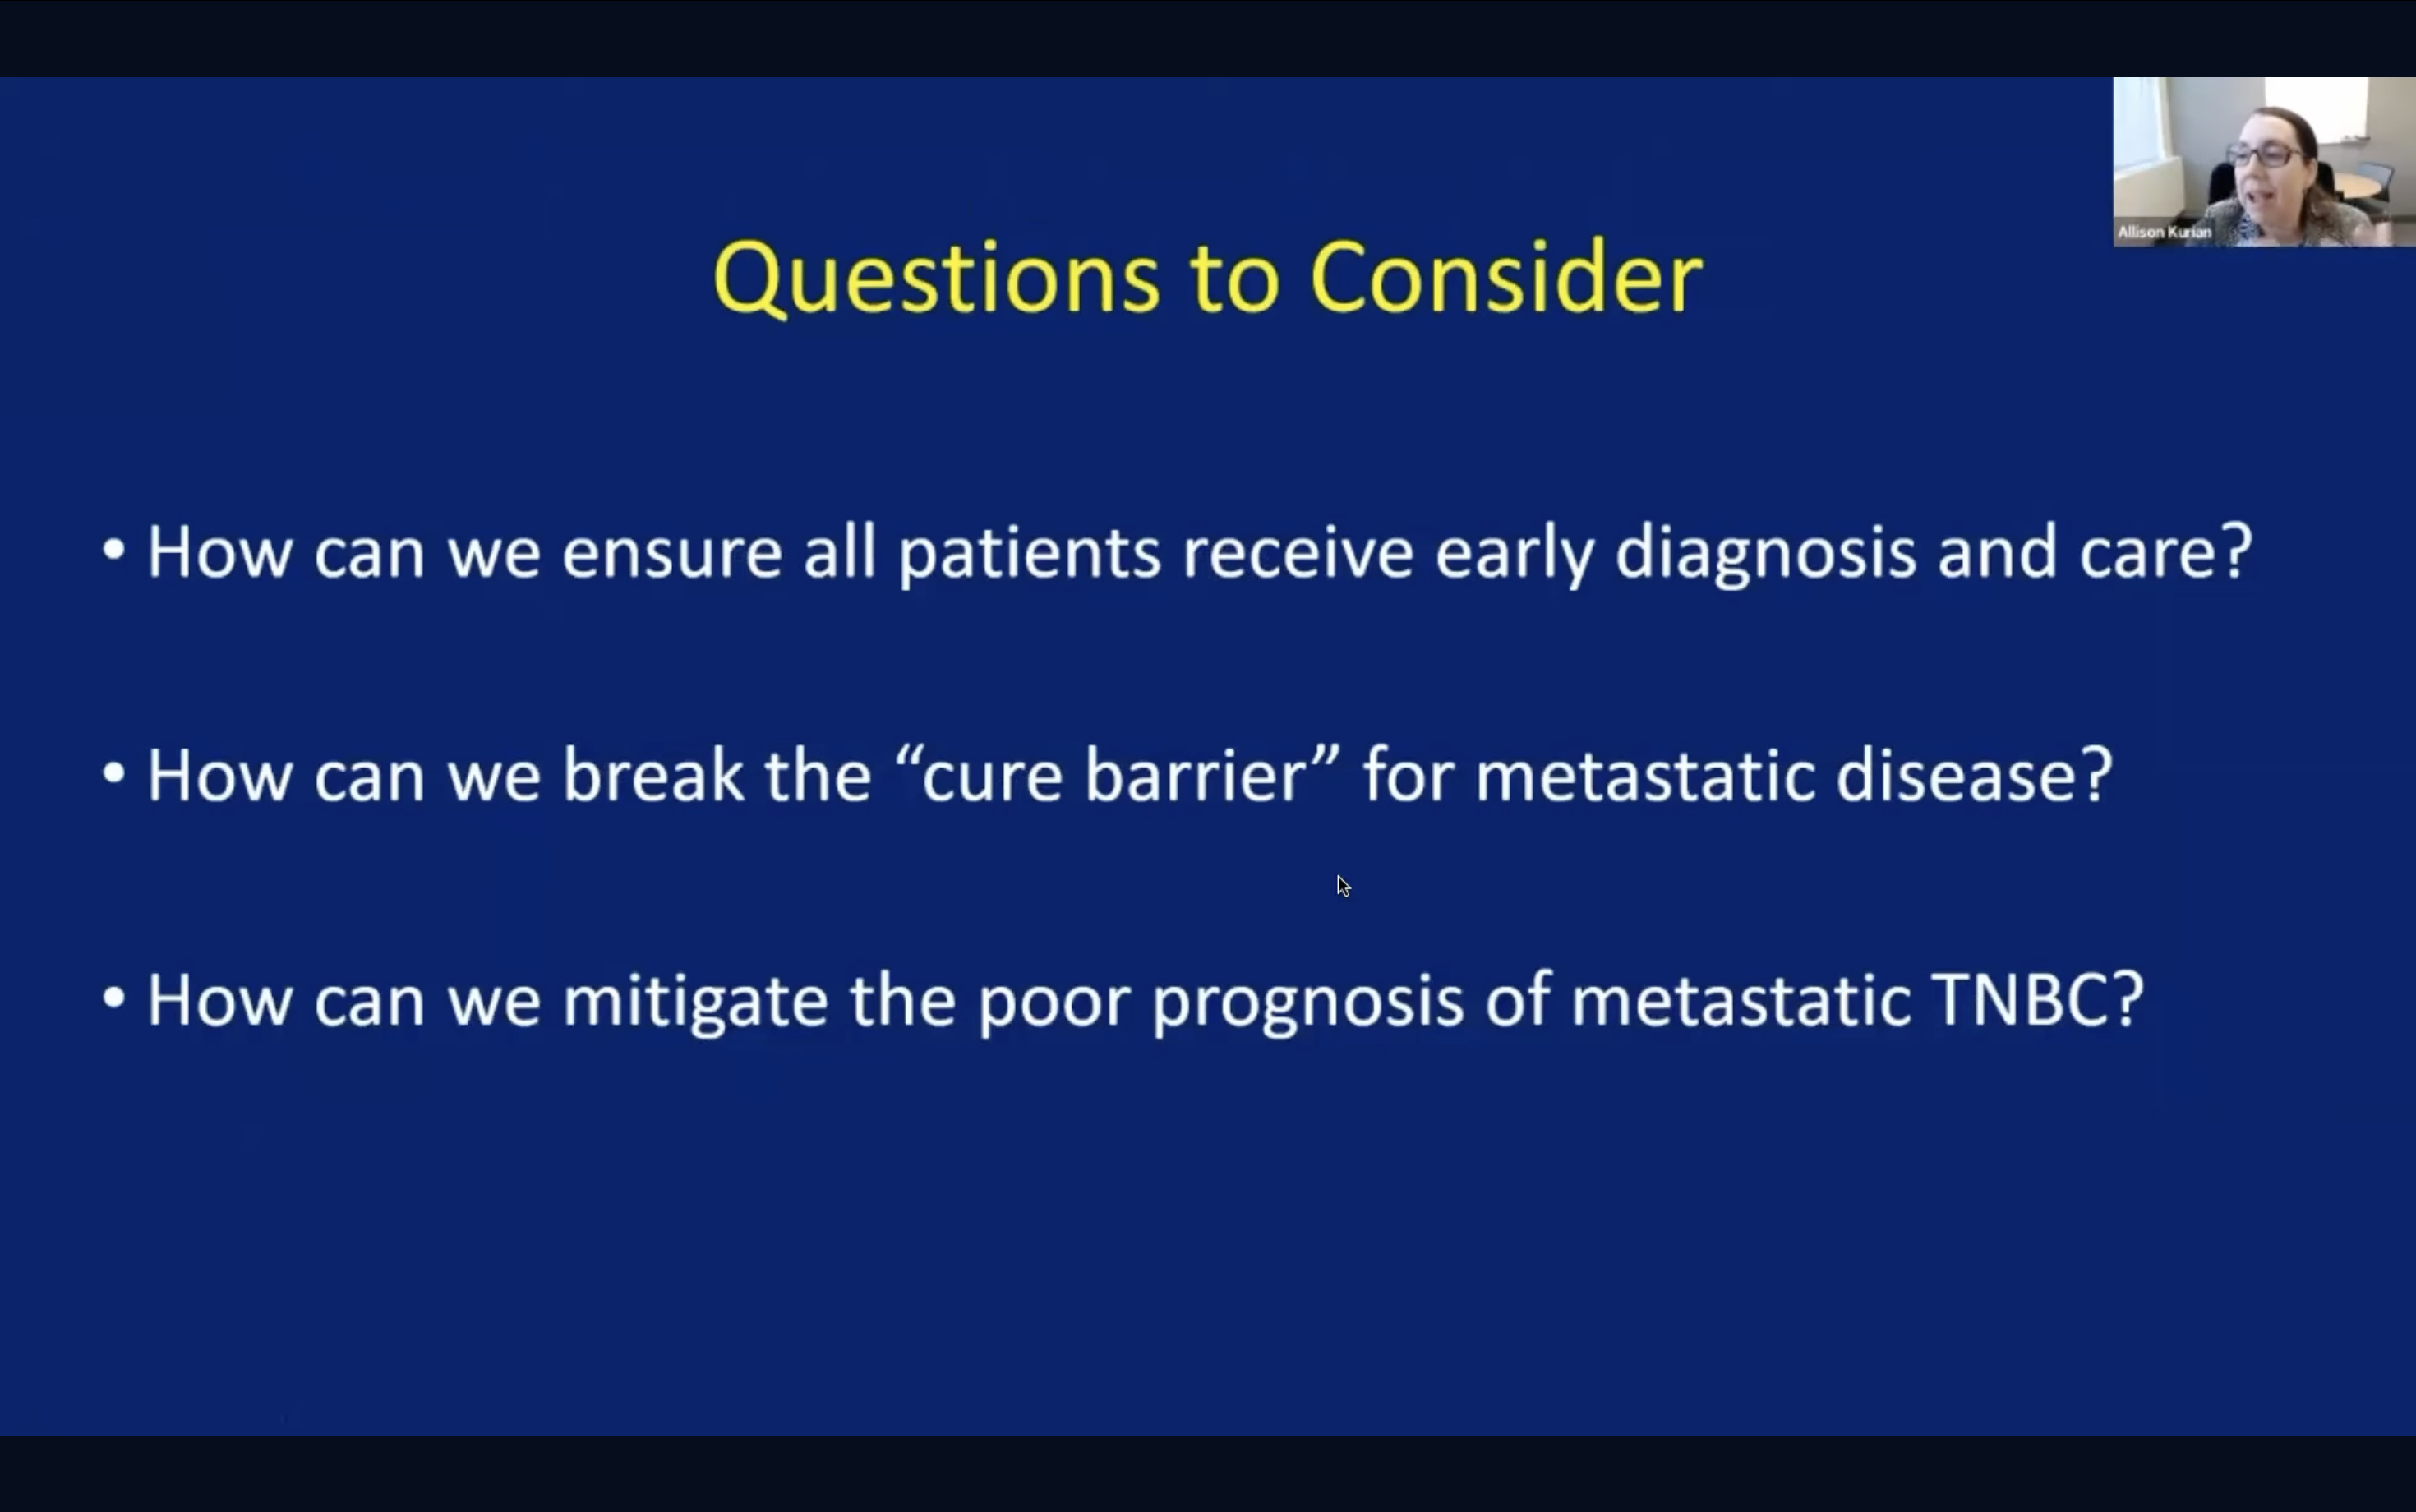 Allison Kurian
Questions to Consider
• How can we ensure all patients receive early diagnosis and care?
• How can we break the “cure barrier” for metastatic disease?
• How can we mitigate the poor prognosis of metastatic TNBC?